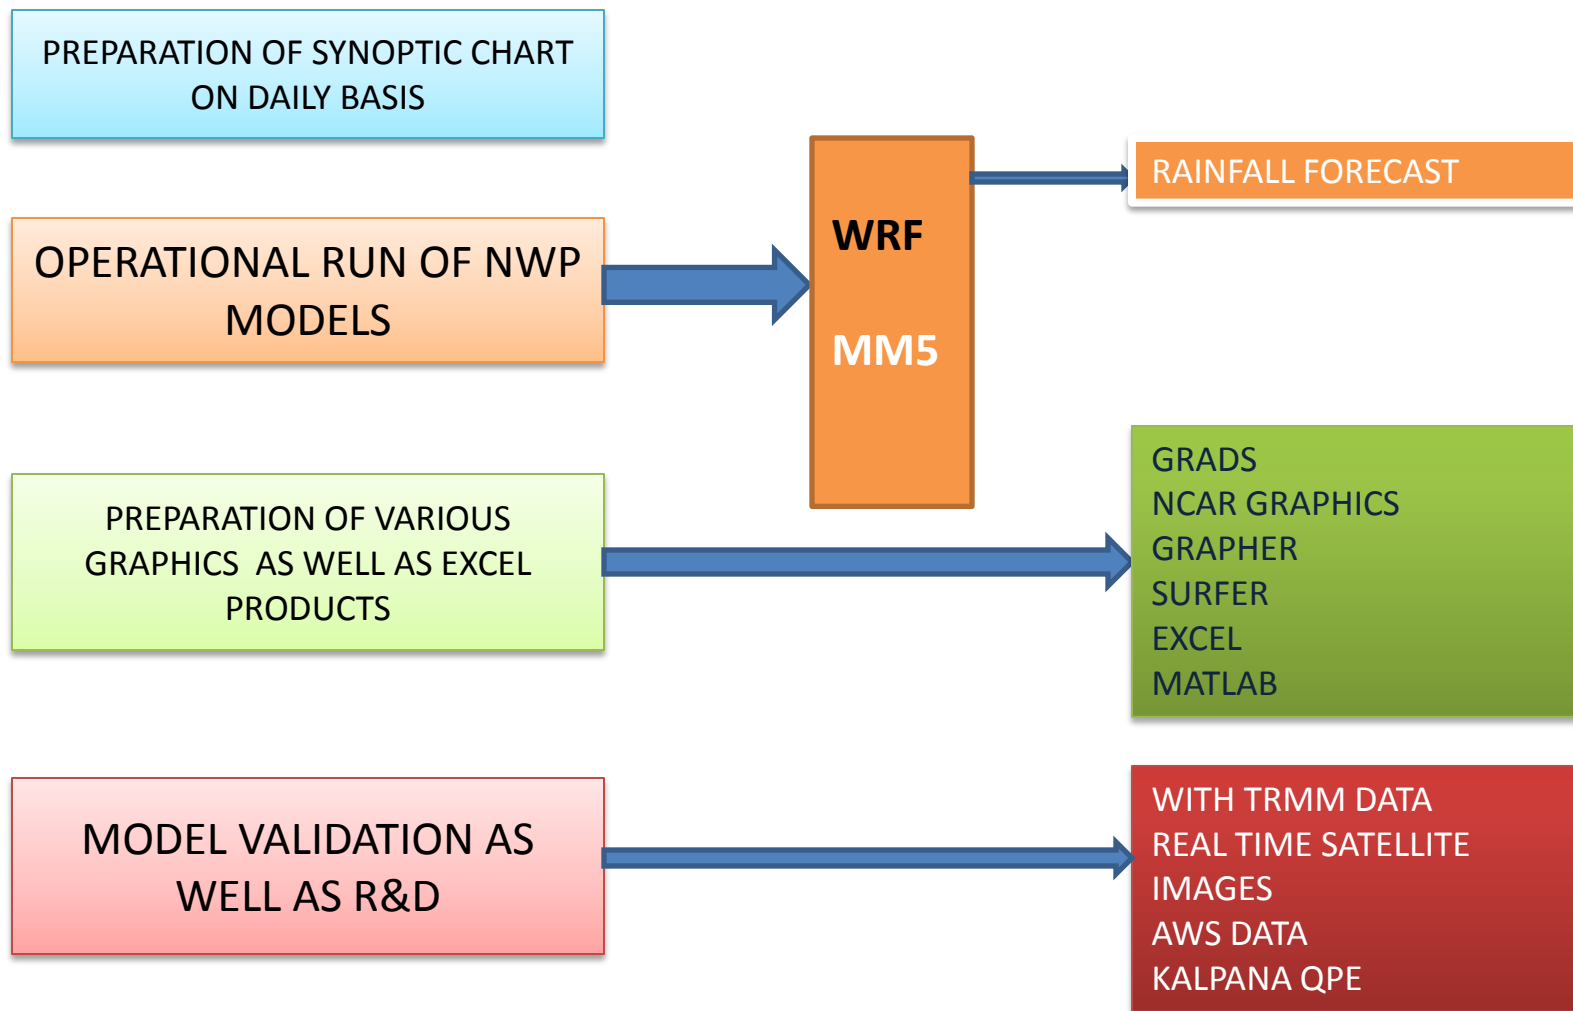 PREPARATION OF SYNOPTIC CHART
ON DAILY BASIS
OPERATIONAL RUN OF NWP
MODELS
WRF
MM5
RAINFALL FORECAST
PREPARATION OF VARIOUS
GRAPHICS  AS WELL AS EXCEL
PRODUCTS
GRADS
NCAR GRAPHICS
GRAPHER
SURFER
EXCEL
MATLAB
MODEL VALIDATION AS
WELL AS R&D
WITH TRMM DATA
REAL TIME SATELLITE
IMAGES
AWS DATA
KALPANA QPE